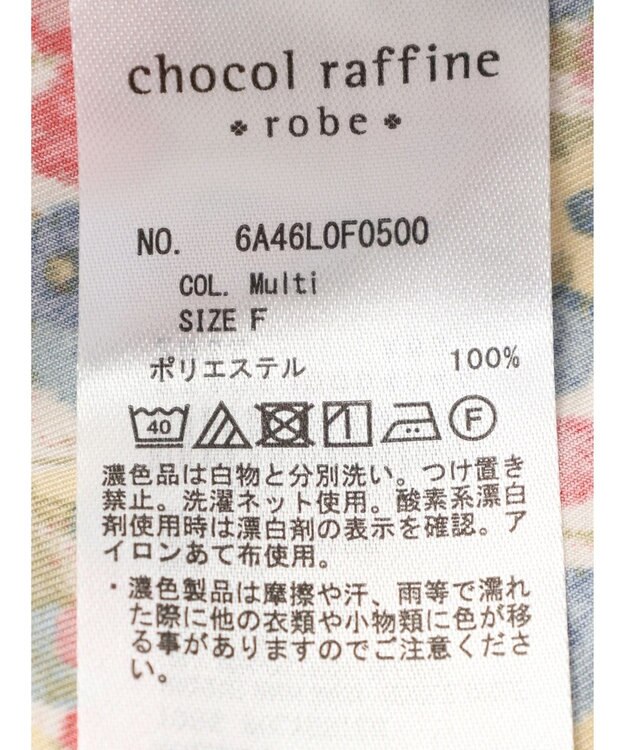 chocol raffine
robe
NO. 6A46L0F0500
COL. Multi
SIZE F
ポリエステル 100%
40 F
濃色品は白物と分別洗い。つけ置き
禁止。洗濯ネット使用。酸素系漂白
剤使用時は漂白剤の表示を確認。ア
イロンあて布使用。
・濃色製品は摩擦や汗、雨等で濡れ
た際に他の衣類や小物類に色が移
る事がありますのでご注意くださ
い。